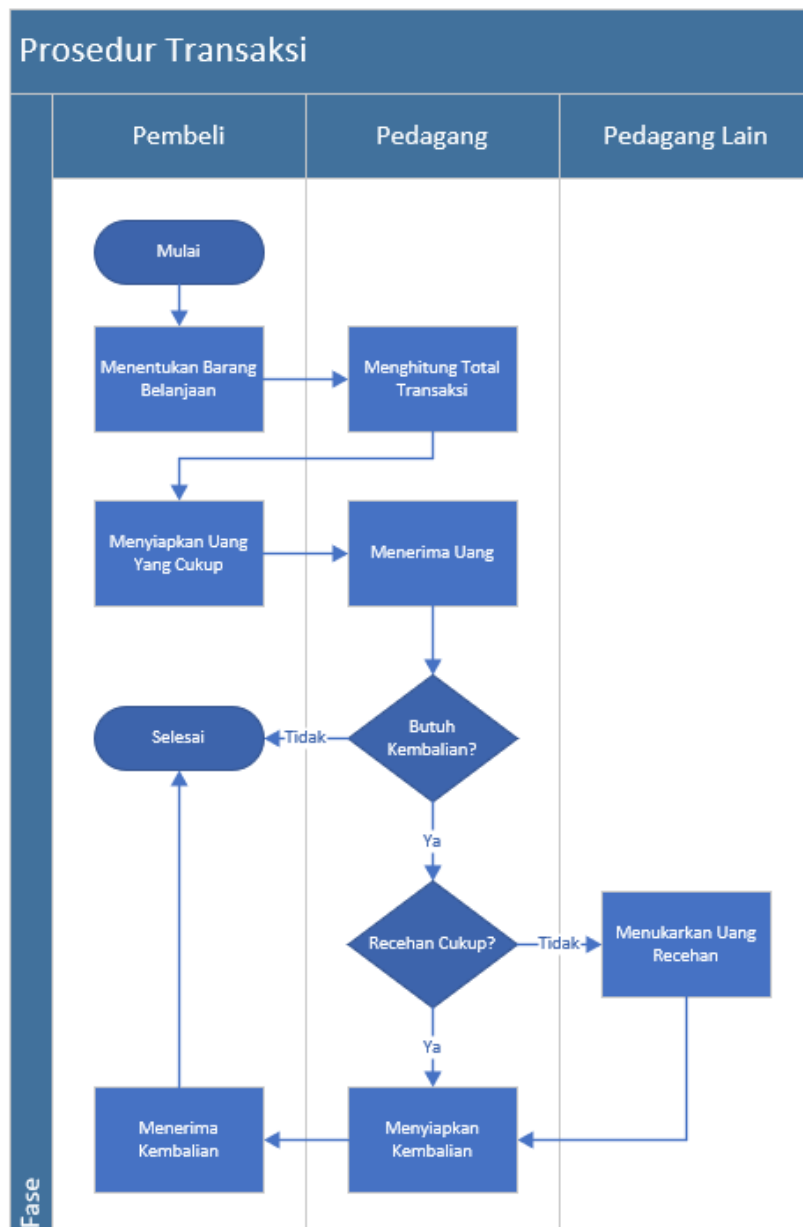 Prosedur Transaksi
Pembeli
Pedagang
Pedagang Lain
Mulai
Menentukan Barang
Belanjaan
Menghitung Total
Transaksi
Menyiapkan Uang
Yang Cukup
Menerima Uang
Butuh
Kembalian?
Tidak
Selesai
Ya
Recehan Cukup?
Tidak
Menukarkan Uang
Recehan
Ya
Menyiapkan
Kembalian
Menerima
Kembalian
Fase